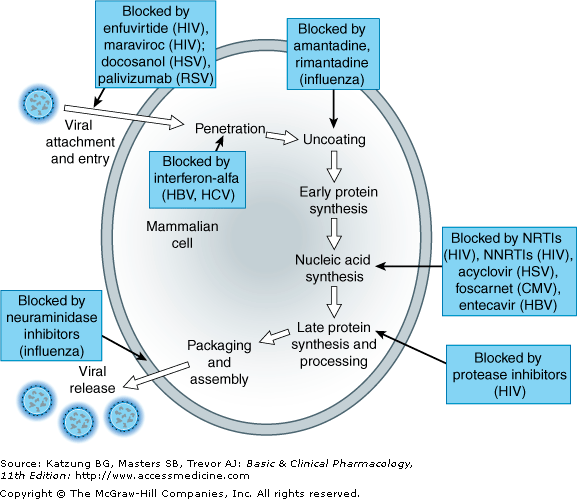 Blocked by
enfuvirtide (HIV),
maraviroc (HIV);
docosanol (HSV),
palivizumab (RSV)
Blocked by
amantadine,
rimantadine
(influenza)
Viral
attachment
and entry
Penetration
Uncoating
Blocked by
interferon-alfa
(HBV, HCV)
Early protein
synthesis
Mammalian
cell
Nucleic acid
synthesis
Blocked by NRTIs
(HIV), NNRTIs (HIV),
acyclovir (HSV),
foscarnet (CMV),
entecavir (HBV)
Blocked by
neuraminidase
inhibitors
(influenza)
Late protein
synthesis and
processing
Packaging
and
assembly
Blocked by
protease inhibitors
(HIV)
Viral
release
Source: Katzung BG, Masters SB, Trevor AJ: Basic & Clinical Pharmacology,
11th Edition: http://www.accessmedicine.com
Copyright © The McGraw-Hill Companies, Inc. All rights reserved.